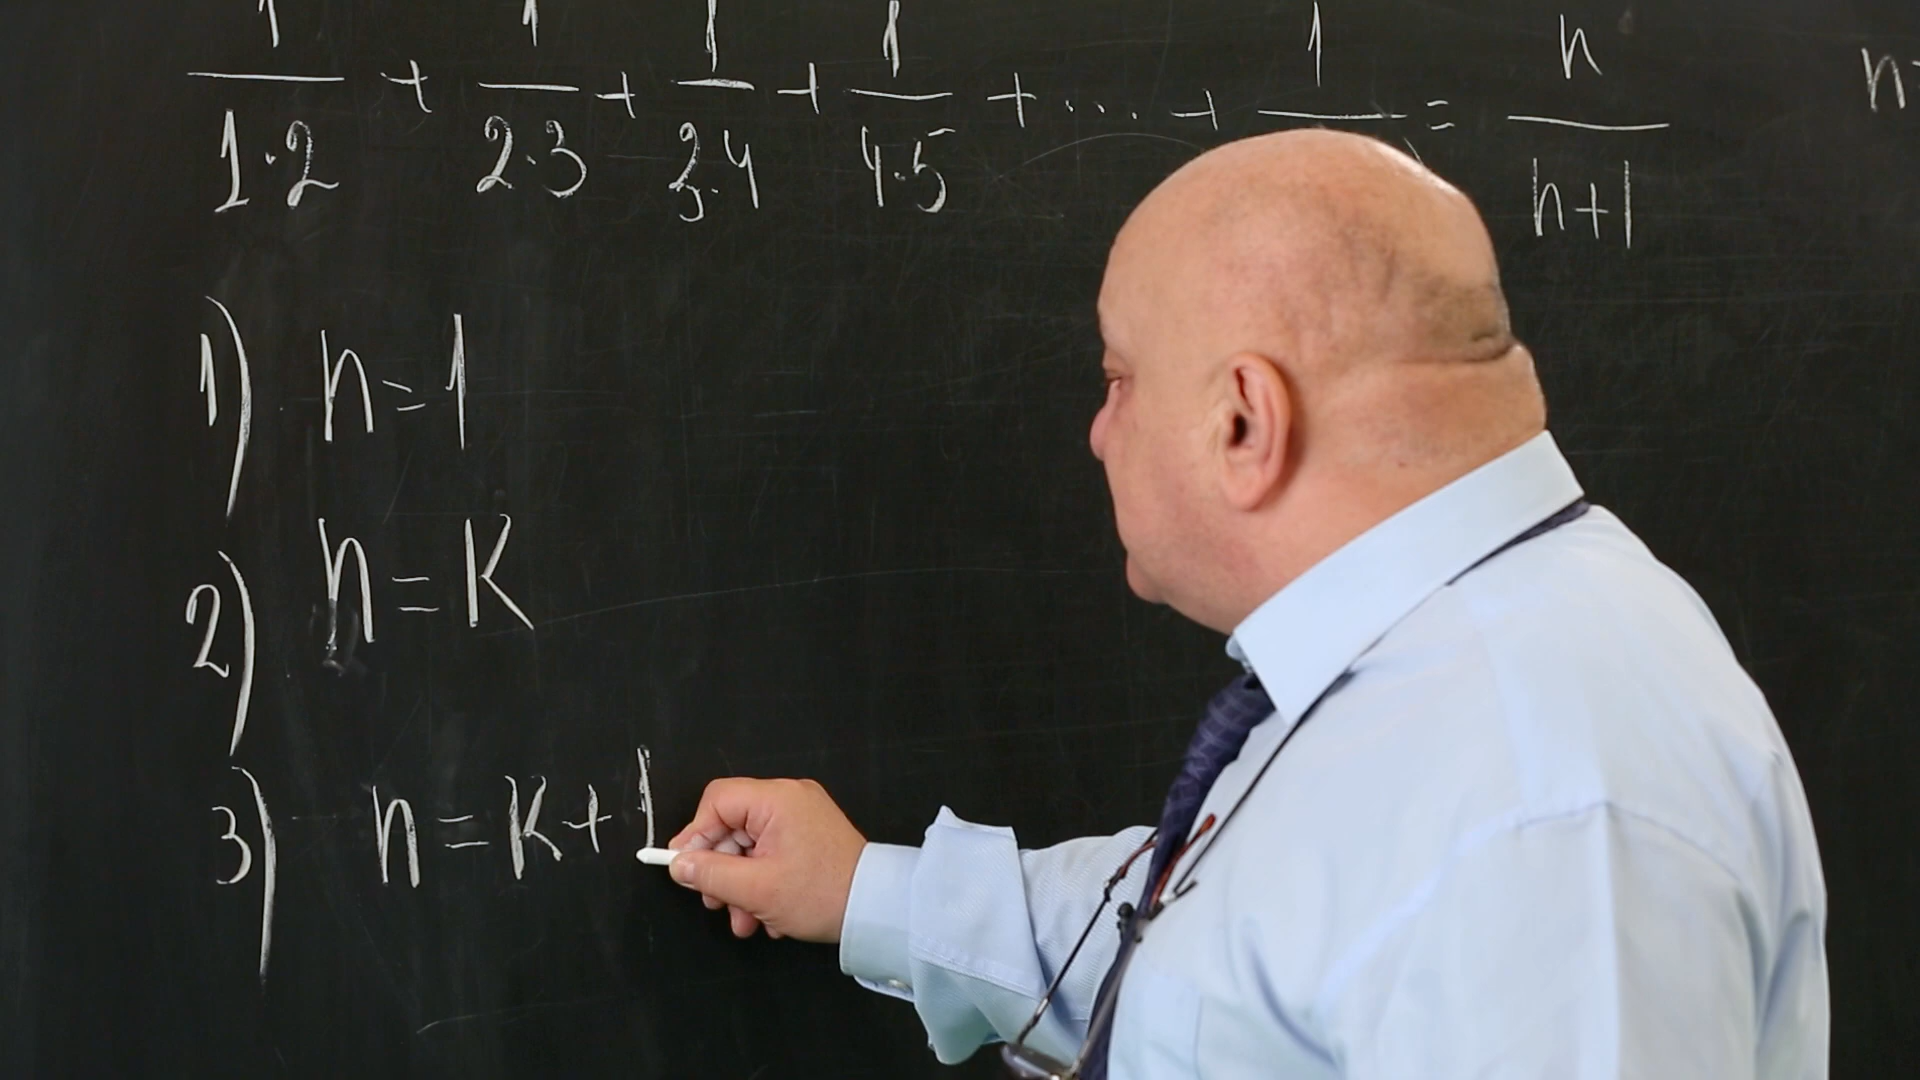 1/(1·2) + 1/(2·3) + 1/(3·4) + 1/(4·5) + ... + 1/ = n/(n+1) n
1) n=1
2) n=K
3) n=K+1